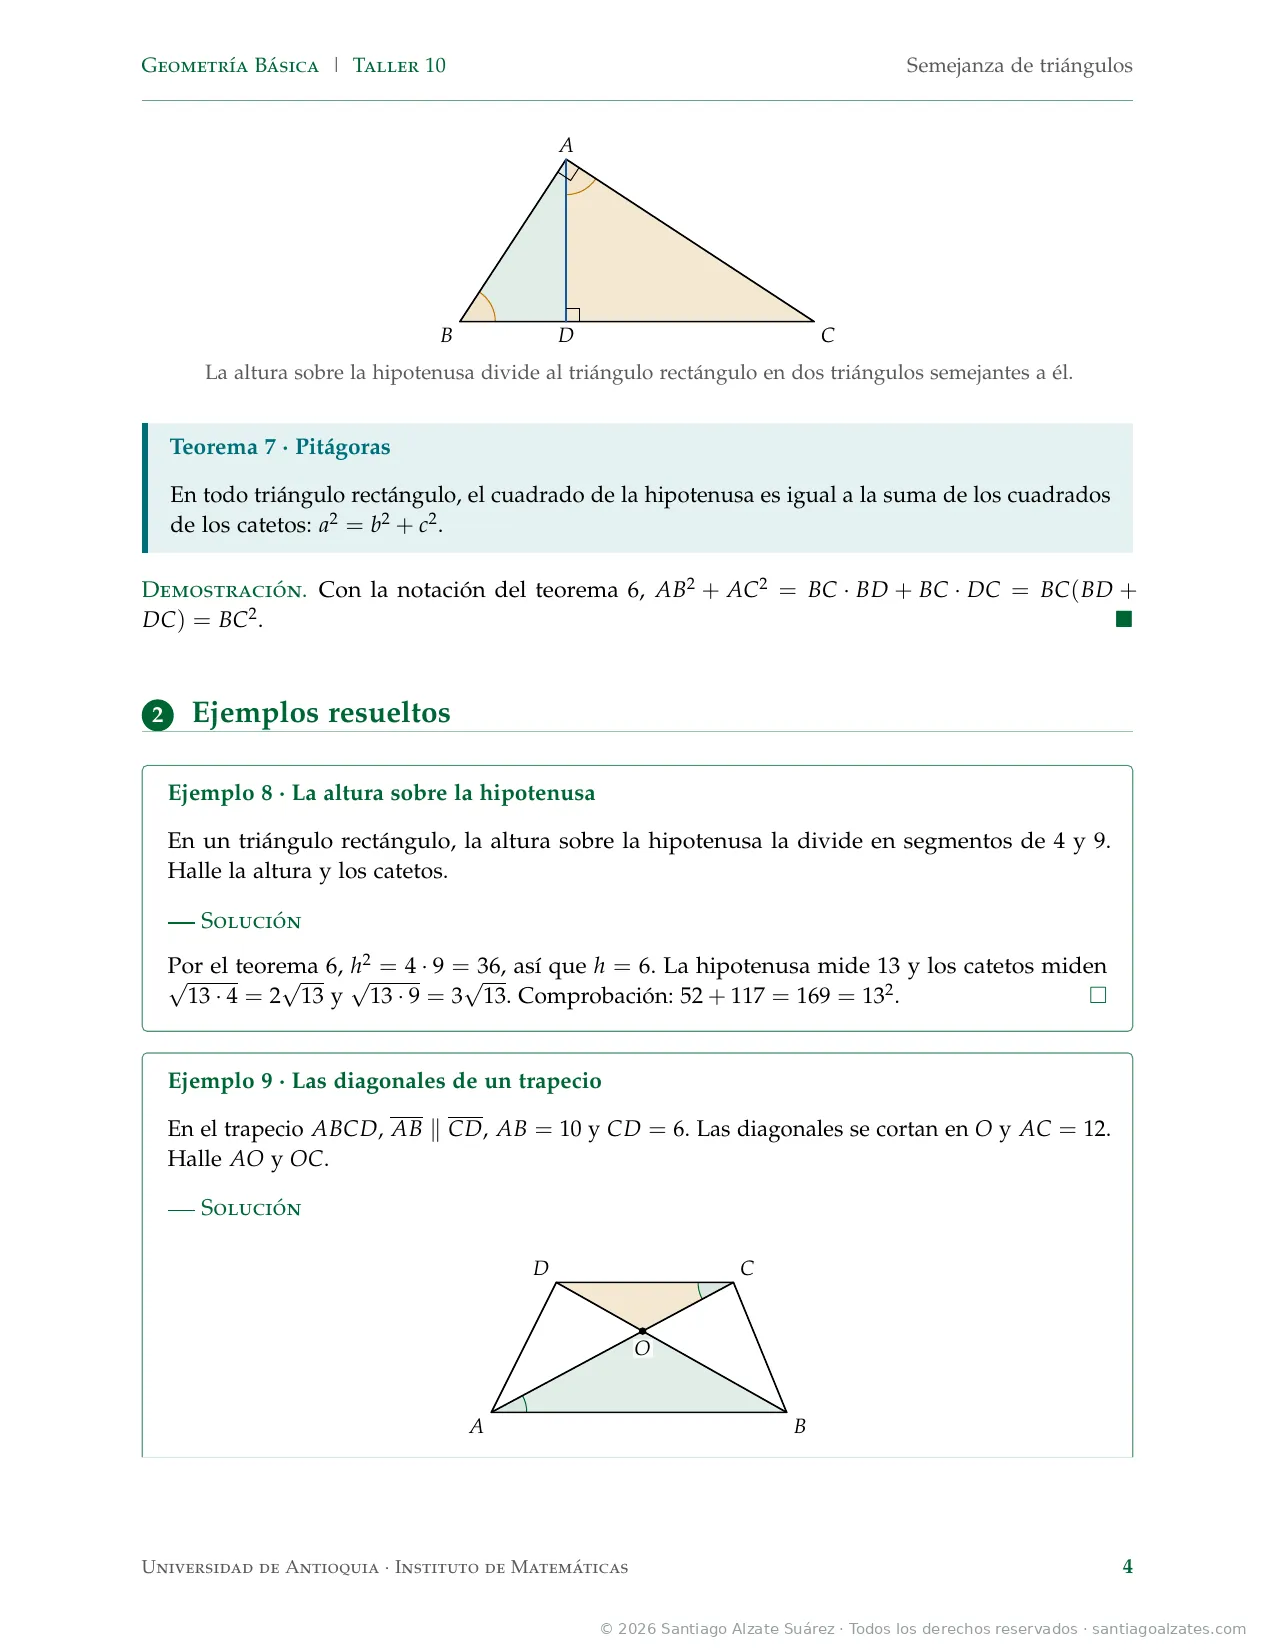 Geometría Básica | Taller 10
Semejanza de triángulos
A
B
D
C
La altura sobre la hipotenusa divide al triángulo rectángulo en dos triángulos semejantes a él.
Teorema 7 · Pitágoras
En todo triángulo rectángulo, el cuadrado de la hipotenusa es igual a la suma de los cuadrados
de los catetos: a² = b² + c².
Demostración. Con la notación del teorema 6, AB² + AC² = BC · BD + BC · DC = BC(BD +
DC) = BC². ■
2 Ejemplos resueltos
Ejemplo 8 · La altura sobre la hipotenusa
En un triángulo rectángulo, la altura sobre la hipotenusa la divide en segmentos de 4 y 9.
Halle la altura y los catetos.
— Solución
Por el teorema 6, h² = 4 · 9 = 36, así que h = 6. La hipotenusa mide 13 y los catetos miden
√(13 · 4) = 2√13 y √(13 · 9) = 3√13. Comprobación: 52 + 117 = 169 = 13². □
Ejemplo 9 · Las diagonales de un trapecio
En el trapecio ABCD, A̅B̅ ∥ C̅D̅, AB = 10 y CD = 6. Las diagonales se cortan en O y AC = 12.
Halle AO y OC.
— Solución
D
C
O
A
B
Universidad de Antioquia · Instituto de Matemáticas
4
© 2026 Santiago Alzate Suárez · Todos los derechos reservados · santiagoalzates.com